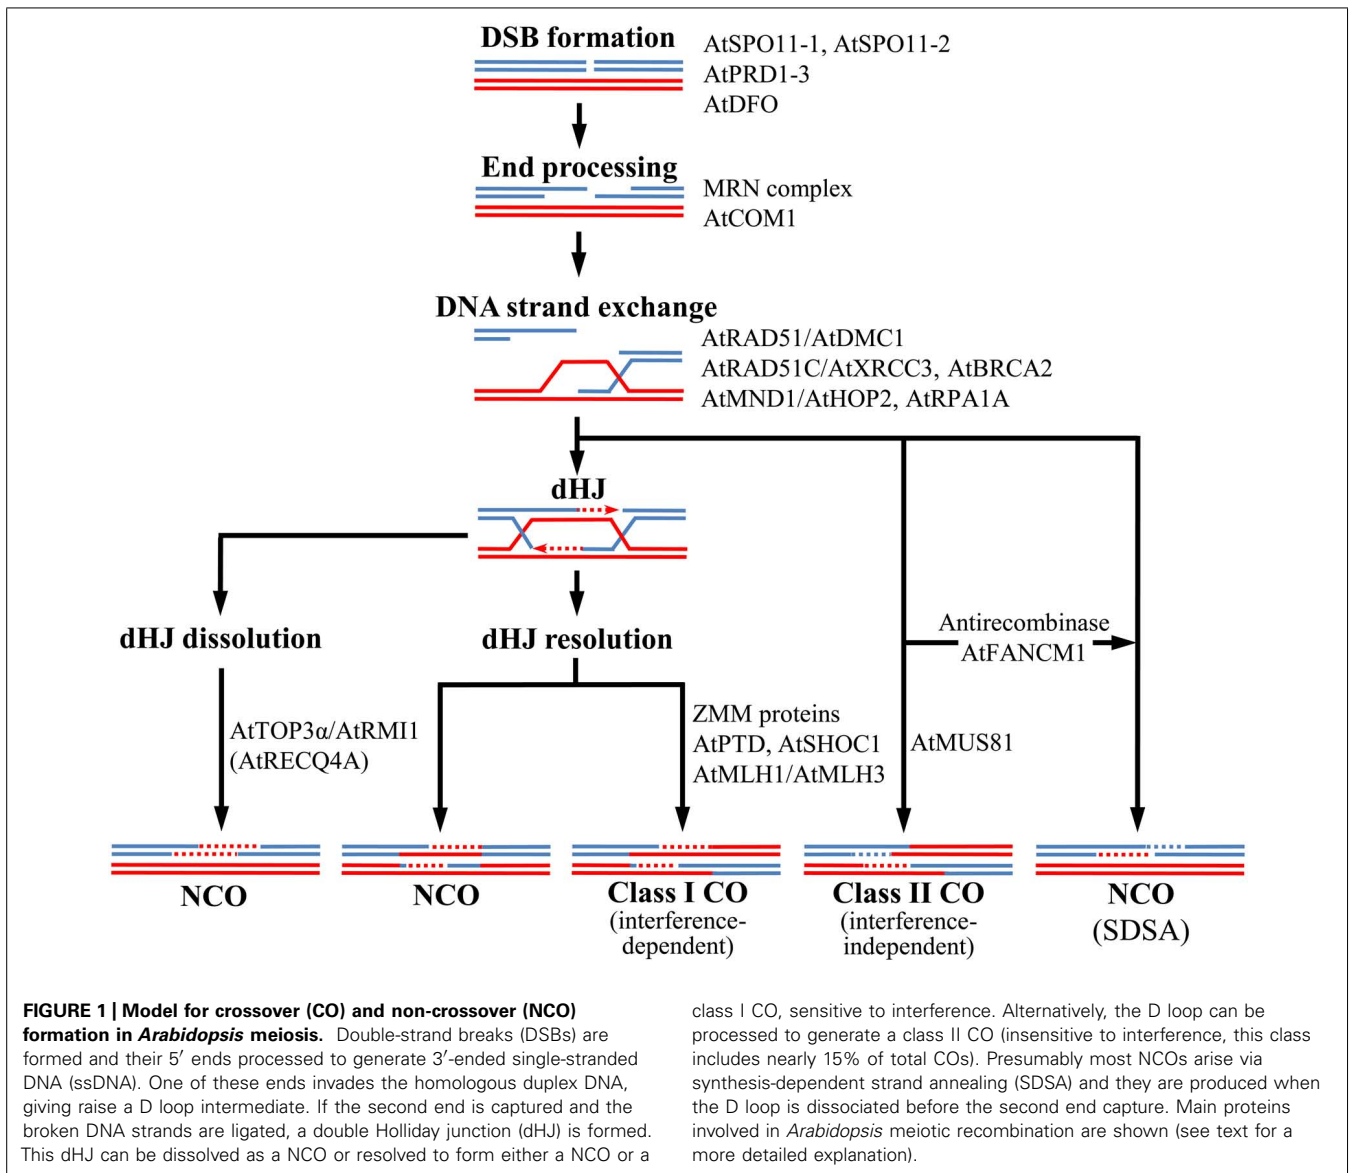 DSB formation
AtSPO11-1, AtSPO11-2
AtPRD1-3
AtDFO
End processing
MRN complex
AtCOM1
DNA strand exchange
AtRAD51/AtDMC1
AtRAD51C/AtXRCC3, AtBRCA2
AtMND1/AtHOP2, AtRPA1A
dHJ
dHJ dissolution
dHJ resolution
Antirecombinase
AtFANCM1
AtTOP3α/AtRMI1
(AtRECQ4A)
ZMM proteins
AtPTD, AtSHOC1
AtMLH1/AtMLH3
AtMUS81
NCO
NCO
Class I CO
(interference-
dependent)
Class II CO
(interference-
independent)
NCO
(SDSA)
FIGURE 1 | Model for crossover (CO) and non-crossover (NCO)
formation in Arabidopsis meiosis. Double-strand breaks (DSBs) are
formed and their 5′ ends processed to generate 3′-ended single-stranded
DNA (ssDNA). One of these ends invades the homologous duplex DNA,
giving raise a D loop intermediate. If the second end is captured and the
broken DNA strands are ligated, a double Holliday junction (dHJ) is formed.
This dHJ can be dissolved as a NCO or resolved to form either a NCO or a
class I CO, sensitive to interference. Alternatively, the D loop can be
processed to generate a class II CO (insensitive to interference, this class
includes nearly 15% of total COs). Presumably most NCOs arise via
synthesis-dependent strand annealing (SDSA) and they are produced when
the D loop is dissociated before the second end capture. Main proteins
involved in Arabidopsis meiotic recombination are shown (see text for a
more detailed explanation).